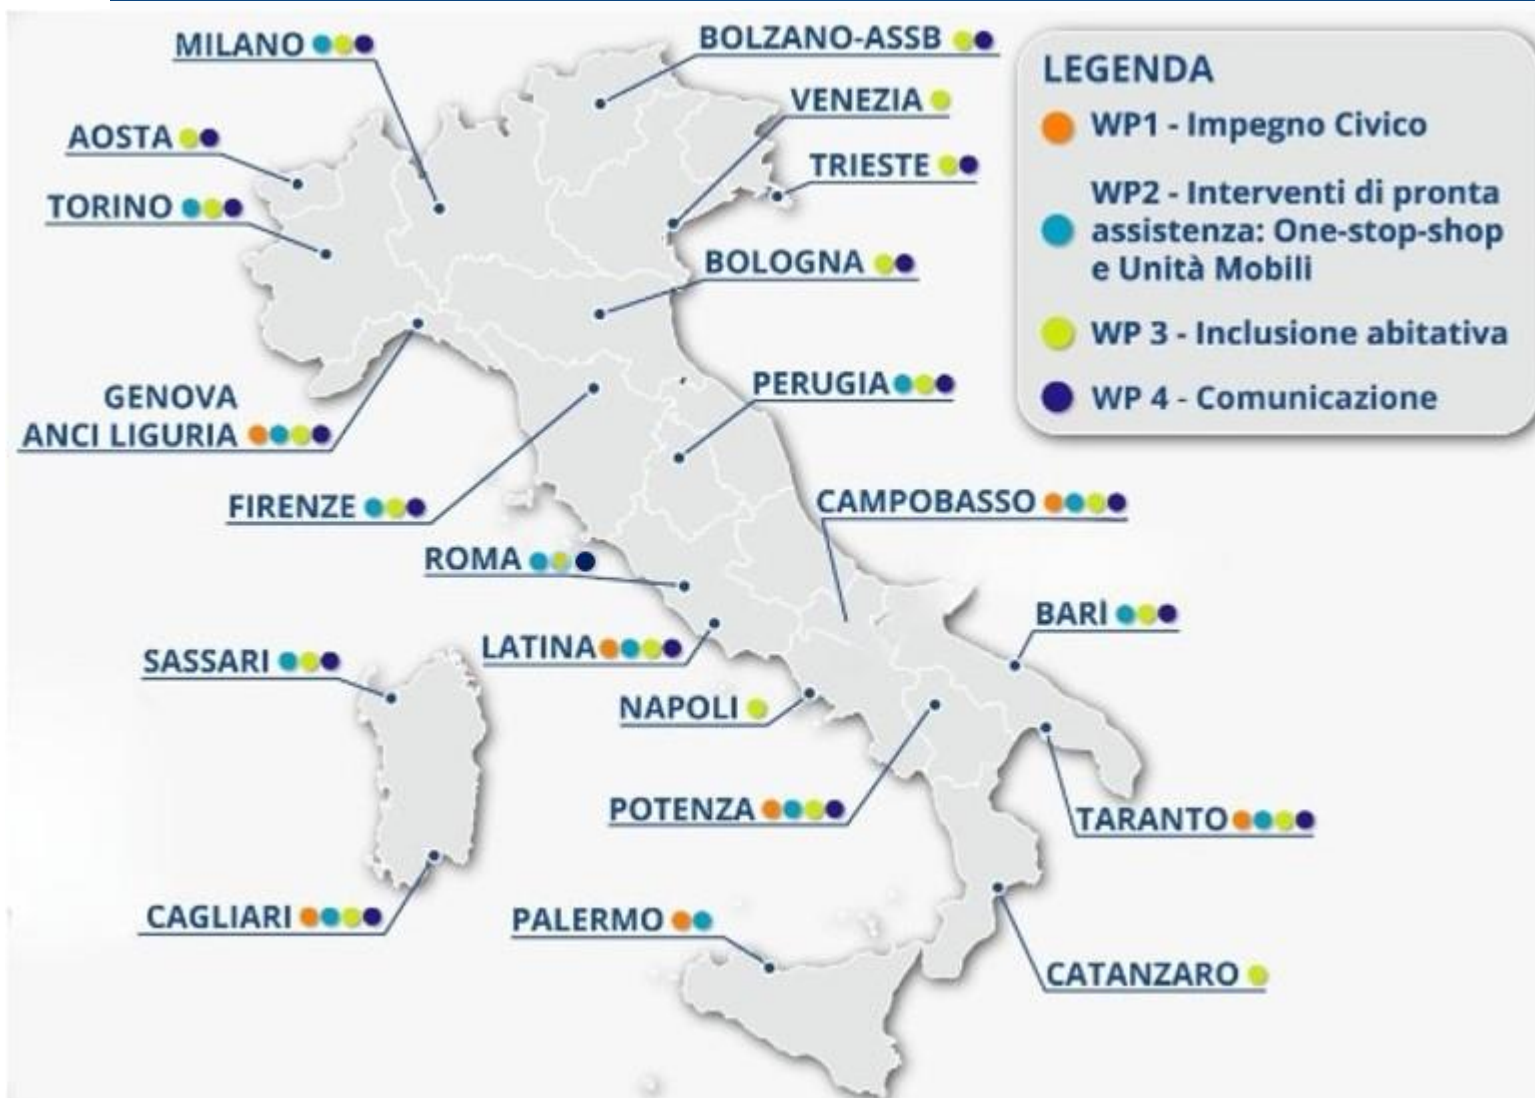 MILANO
BOLZANO-ASSB
VENEZIA
AOSTA
TRIESTE
TORINO
BOLOGNA
GENOVA
ANCI LIGURIA
PERUGIA
FIRENZE
CAMPOBASSO
ROMA
BARÌ
LATINA
SASSARI
NAPOLI
POTENZA
TARANTO
CAGLIARI
PALERMO
CATANZARO
LEGENDA
WP1 - Impegno Civico
WP2 - Interventi di pronta
assistenza: One-stop-shop
e Unità Mobili
WP 3 - Inclusione abitativa
WP 4 - Comunicazione